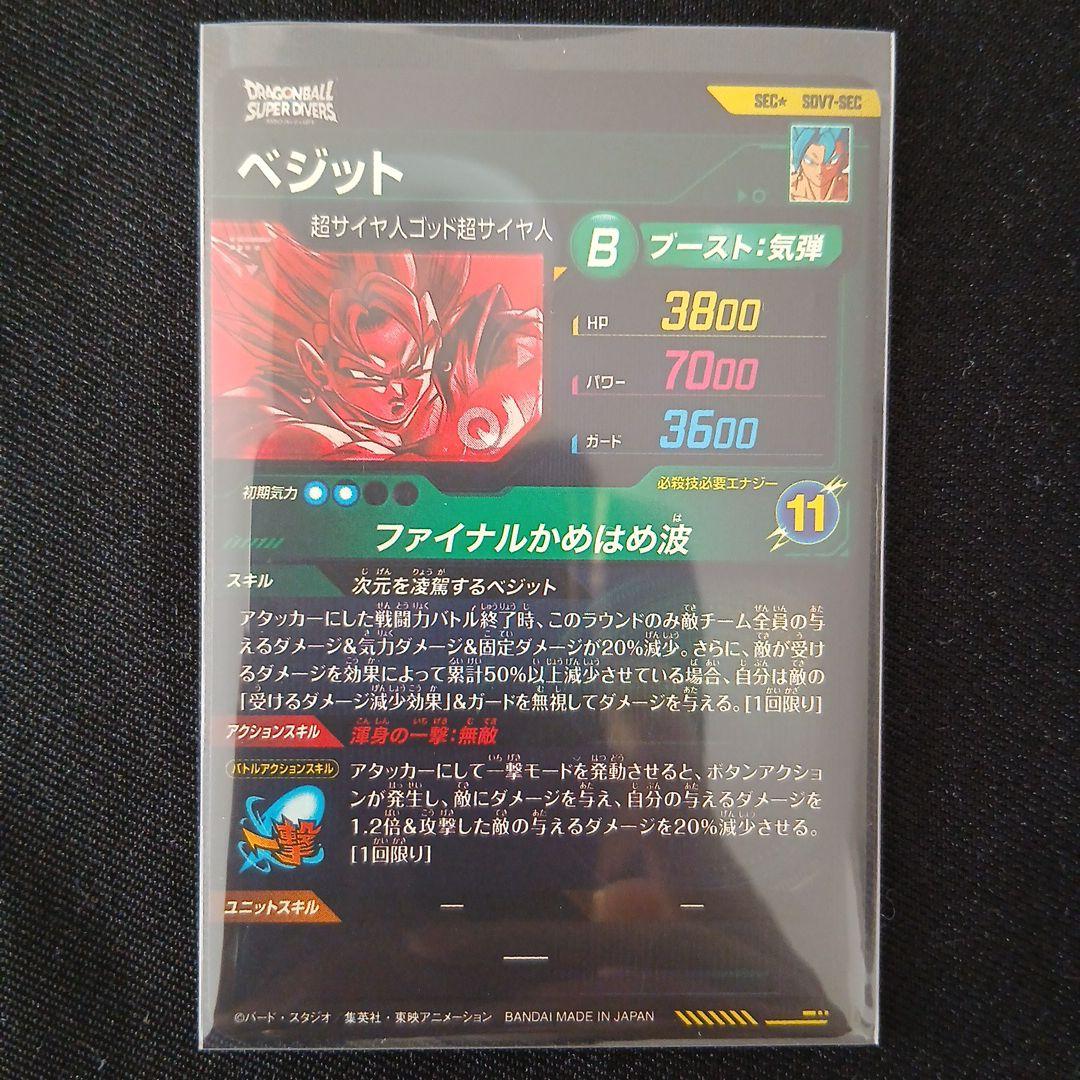 DRAGONBALL
SUPER DIVERS
SEC★ SDV7-SEC
ベジット
超サイヤ人ゴッド超サイヤ人
B ブースト:気弾
HP 3800
パワー 7000
ガード 3600
初期気力
必殺技必要エナジー
11
ファイナルかめはめ波
は
スキル
次元を凌駕するベジット
アタッカーにした戦闘力バトル終了時、このラウンドのみ敵チーム全員の与
えるダメージ&気力ダメージ&固定ダメージが20%減少。さらに、敵が受け
るダメージを効果によって累計50%以上減少させている場合、自分は敵の
「受けるダメージ減少効果」&ガードを無視してダメージを与える。[1回限り]
アクションスキル
渾身の一撃:無敵
バトルアクションスキル
アタッカーにして一撃モードを発動させると、ボタンアクショ
ンが発生し、敵にダメージを与え、自分の与えるダメージを
1.2倍&攻撃した敵の与えるダメージを20%減少させる。
[1回限り]
一撃
ユニットスキル
— —
—
©バード・スタジオ 集英社・東映アニメーション BANDAI MADE IN JAPAN